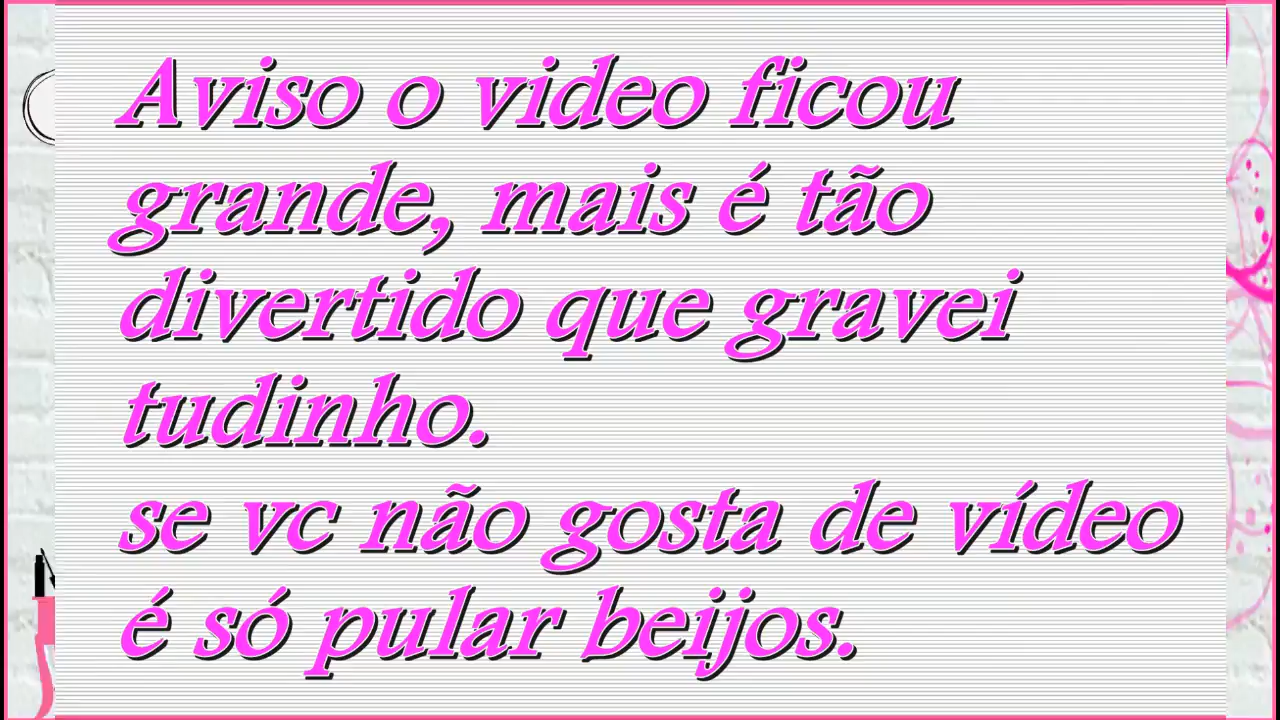 Aviso o video ficou
grande, mais é tão
divertido que gravei
tudinho.
se vc não gosta de vídeo
é só pular beijos.